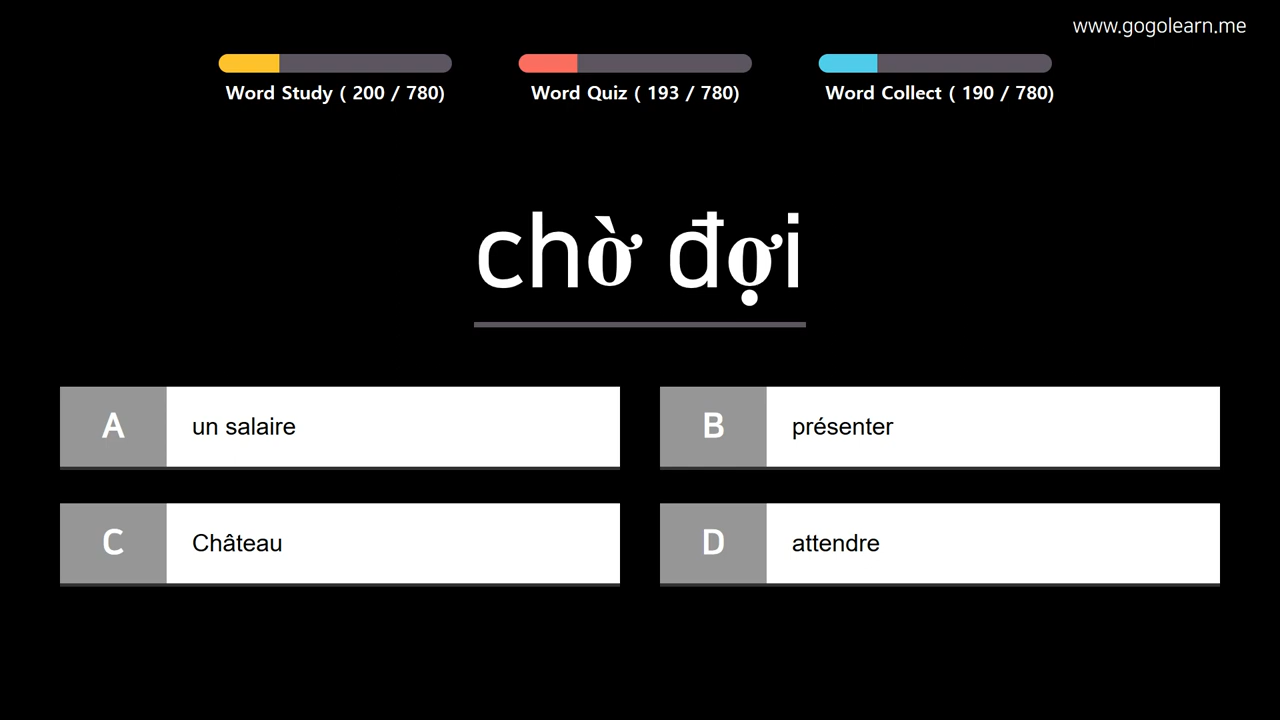 www.gogolearn.me
Word Study ( 200 / 780)
Word Quiz ( 193 / 780)
Word Collect ( 190 / 780)
chờ đợi
A un salaire
B présenter
C Château
D attendre